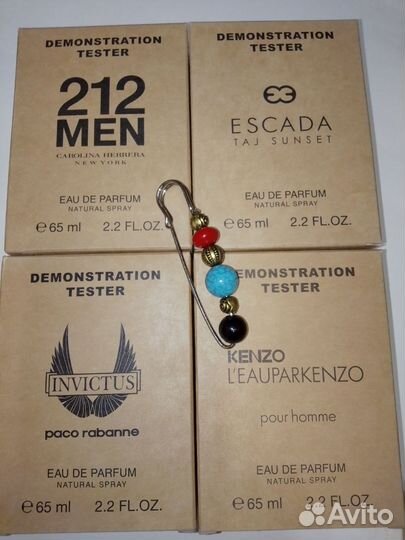 DEMONSTRATION
TESTER
212
MEN
CAROLINA HERRERA
NEW YORK
EAU DE PARFUM
NATURAL SPRAY
℮ 65 ml 2.2 FL.OZ.
DEMONSTRATION
TESTER
ESCADA
TAJ SUNSET
EAU DE PARFUM
NATURAL SPRAY
℮ 65 ml 2.2 FL.OZ.
DEMONSTRATION
TESTER
INVICTUS
paco rabanne
EAU DE PARFUM
NATURAL SPRAY
℮ 65 ml 2.2 FL.OZ.
DEMONSTRATION
TESTER
KENZO
L'EAUPARKENZO
pour homme
EAU DE PARFUM
NATURAL SPRAY
℮ 65 ml 2.2 FL.OZ.
Avito